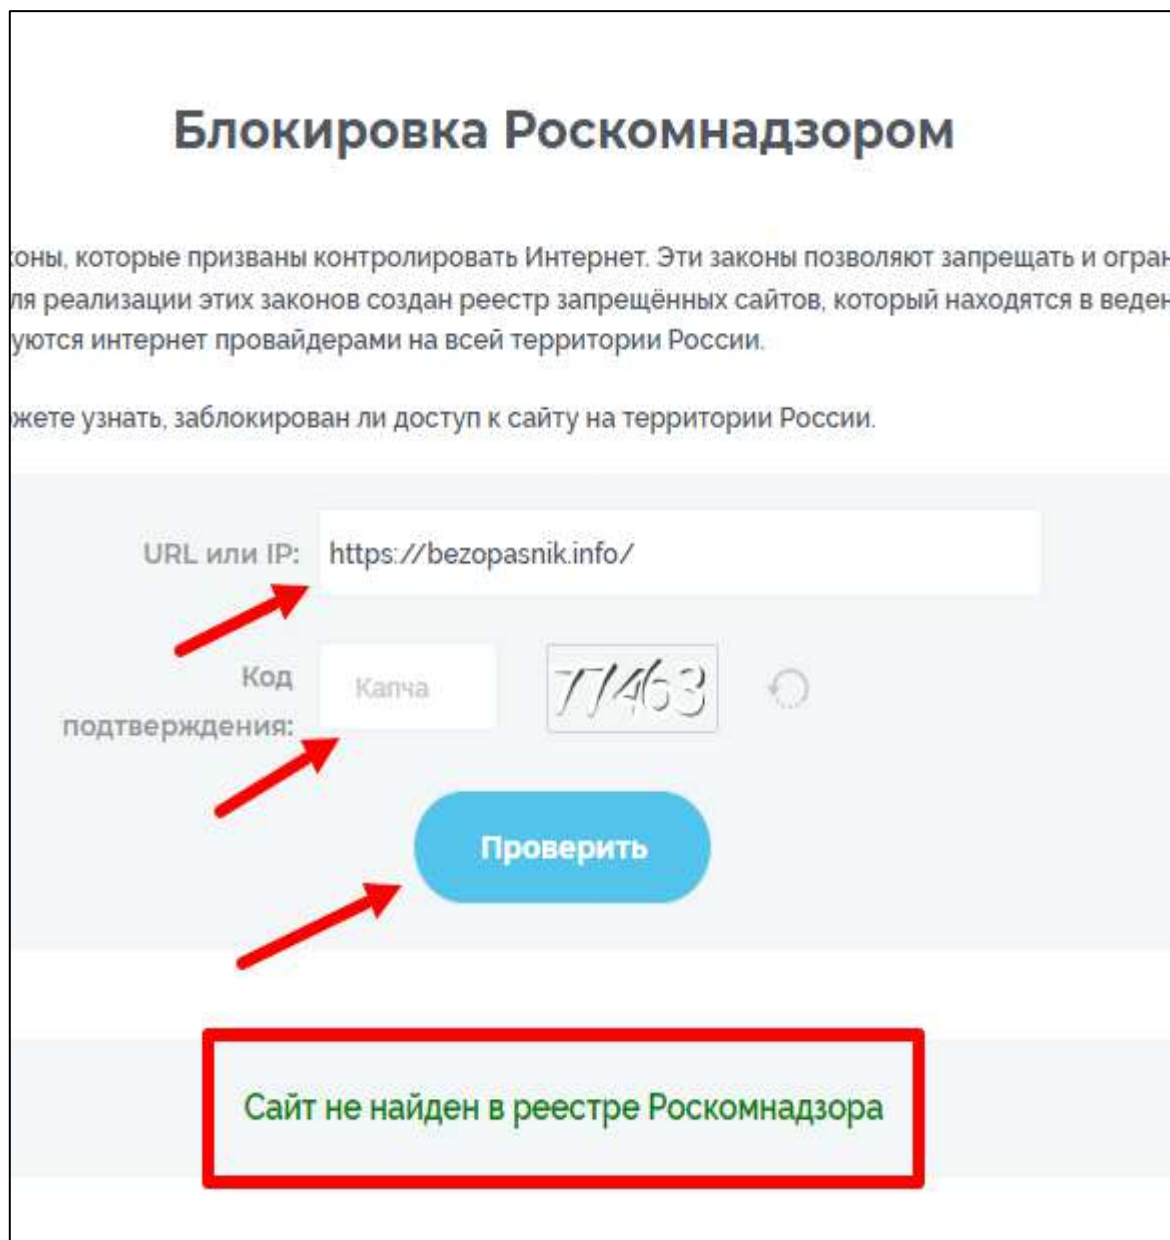 Блокировка Роскомнадзором
коны, которые призваны контролировать Интернет. Эти законы позволяют запрещать и огран
ля реализации этих законов создан реестр запрещённых сайтов, который находятся в веден
уются интернет провайдерами на всей территории России.
жете узнать, заблокирован ли доступ к сайту на территории России.
URL или IP: https://bezopasnik.info/
Код
подтверждения:
Капча
77463
Проверить
Сайт не найден в реестре Роскомнадзора